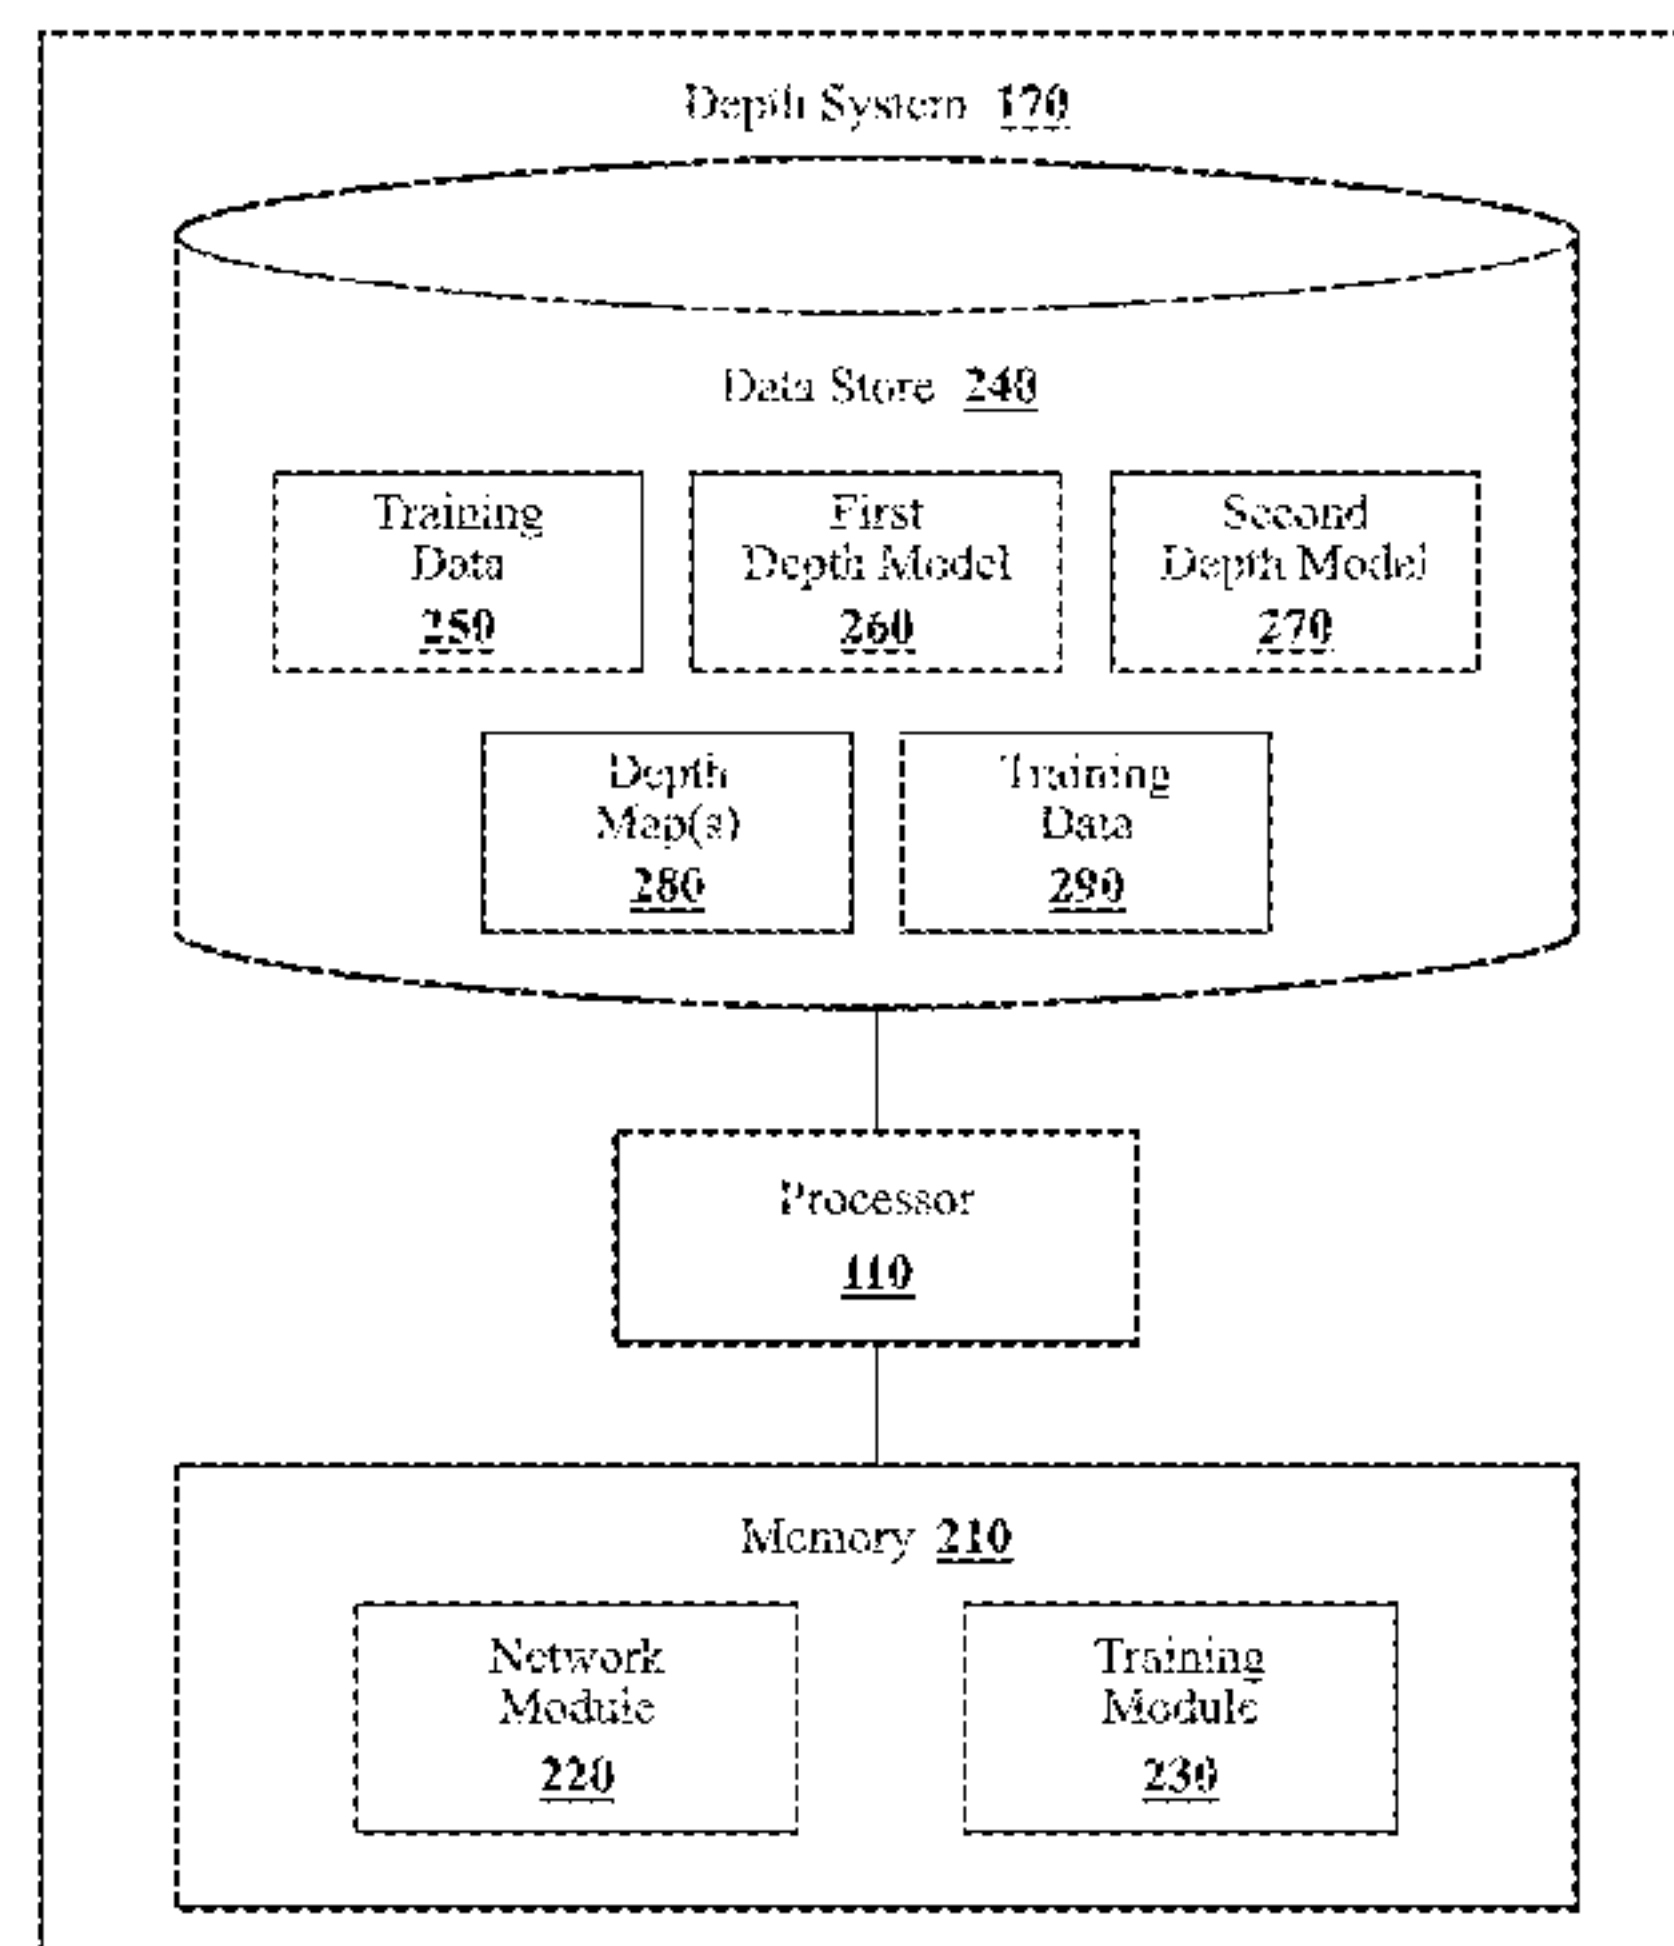 Depth System 170
Data Store 240
Training
Data
250
First
Depth Model
260
Second
Depth Model
270
Depth
Map(s)
280
Training
Data
290
Processor
110
Memory 210
Network
Module
220
Training
Module
230